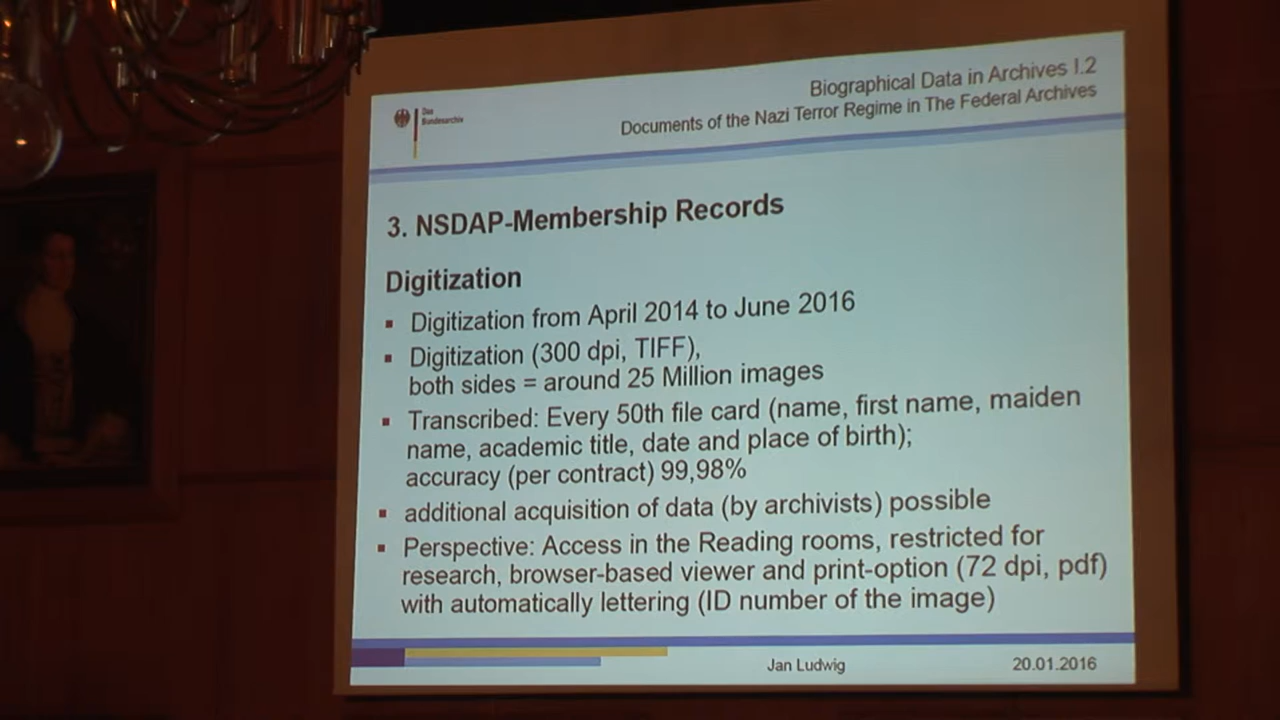 Das
Bundesarchiv
Biographical Data in Archives I.2
Documents of the Nazi Terror Regime in The Federal Archives
3. NSDAP-Membership Records
Digitization
▪ Digitization from April 2014 to June 2016
▪ Digitization (300 dpi, TIFF),
both sides = around 25 Million images
▪ Transcribed: Every 50th file card (name, first name, maiden
name, academic title, date and place of birth);
accuracy (per contract) 99,98%
▪ additional acquisition of data (by archivists) possible
▪ Perspective: Access in the Reading rooms, restricted for
research, browser-based viewer and print-option (72 dpi, pdf)
with automatically lettering (ID number of the image)
Jan Ludwig
20.01.2016